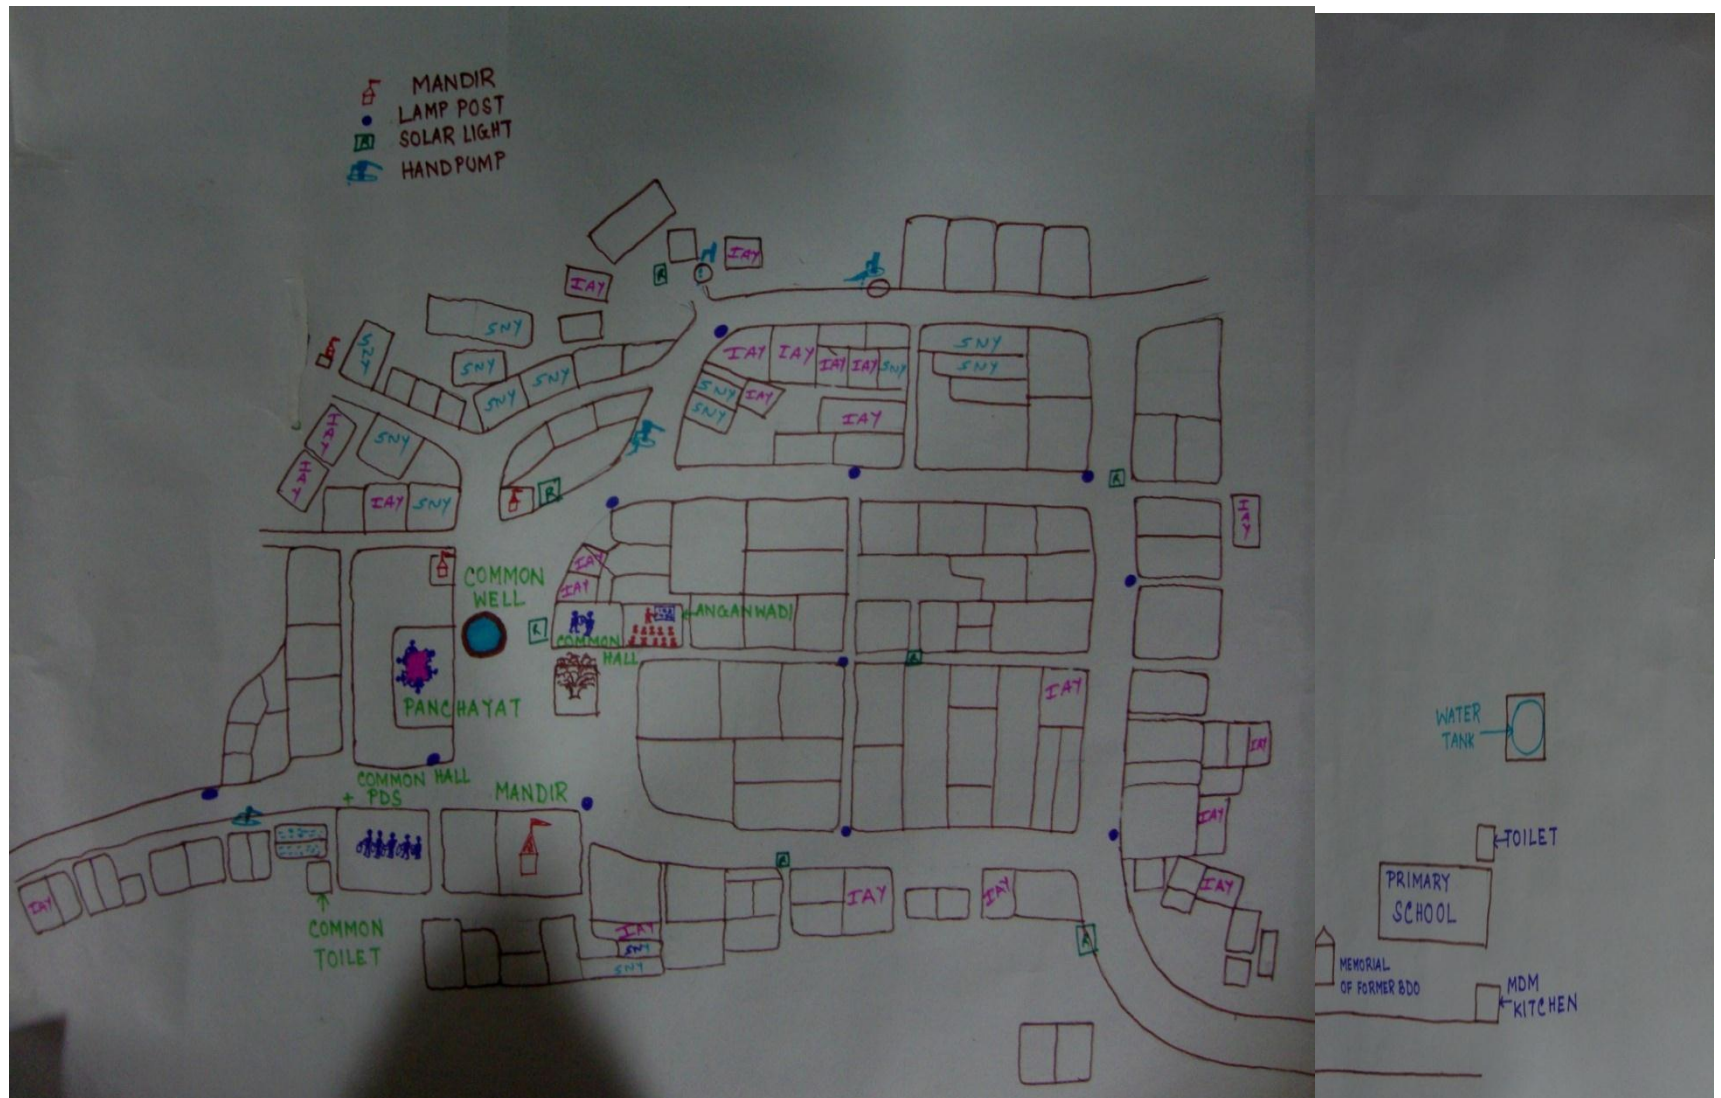 MANDIR
LAMP POST
SOLAR LIGHT
HANDPUMP
IAY
IAY
SNY
SNY
SNY
SNY
SNY
IAY
IAY
SNY
IAY
SNY
IAY
IAY
IAY
IAY
SNY
SNY
SNY
IAY
IAY
SNY
SNY
IAY
COMMON
WELL
IAY
IAY
ANGANWADI
COMMON
HALL
PANCHAYAT
IAY
IAY
IAY
IAY
COMMON HALL
+ PDS
MANDIR
IAY
COMMON
TOILET
IAY
SNY
SNY
IAY
IAY
WATER
TANK
TOILET
PRIMARY
SCHOOL
MEMORIAL
OF FORMER BDO
MDM
KITCHEN